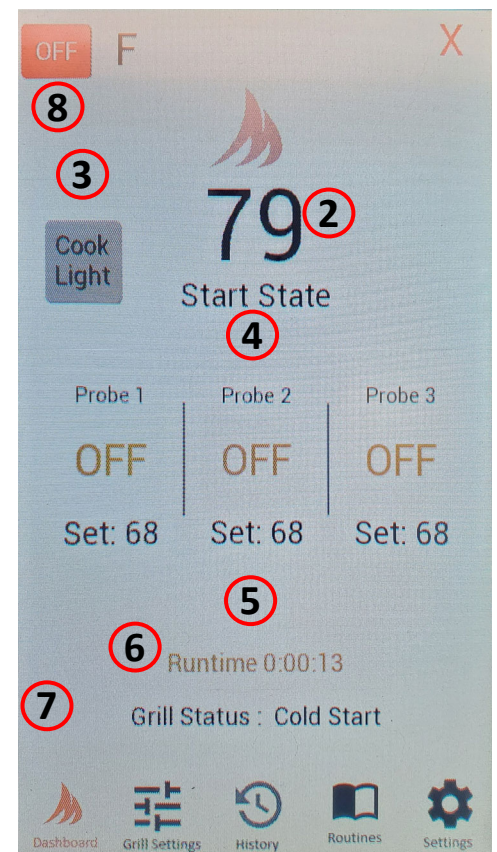 OFF F X
8
3
79 2
Cook
Light
Start State
4
Probe 1 Probe 2 Probe 3
OFF OFF OFF
Set: 68 Set: 68 Set: 68
5
6 Runtime 0:00:13
7
Grill Status : Cold Start
Dashboard Grill Settings History Routines Settings